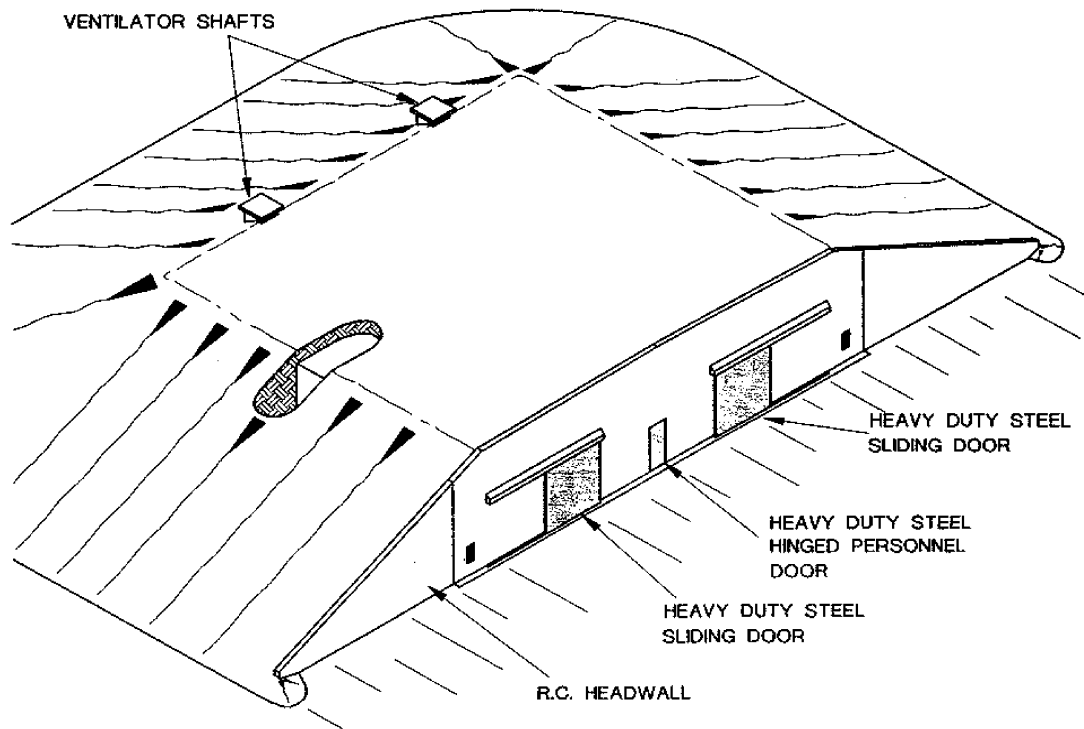 VENTILATOR SHAFTS
HEAVY DUTY STEEL
SLIDING DOOR
HEAVY DUTY STEEL
HINGED PERSONNEL
DOOR
HEAVY DUTY STEEL
SLIDING DOOR
R.C. HEADWALL